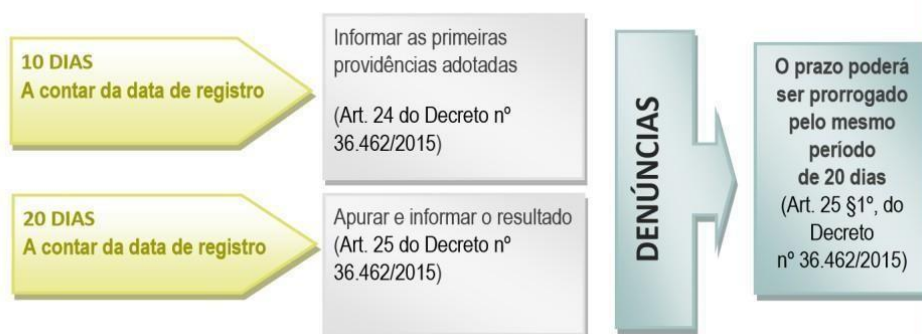 10 DIAS
A contar da data de registro
Informar as primeiras
providências adotadas
(Art. 24 do Decreto nº
36.462/2015)
20 DIAS
A contar da data de registro
Apurar e informar o resultado
(Art. 25 do Decreto nº
36.462/2015)
DENÚNCIAS
O prazo poderá
ser prorrogado
pelo mesmo
período
de 20 dias
(Art. 25 §1º, do
Decreto
nº 36.462/2015)